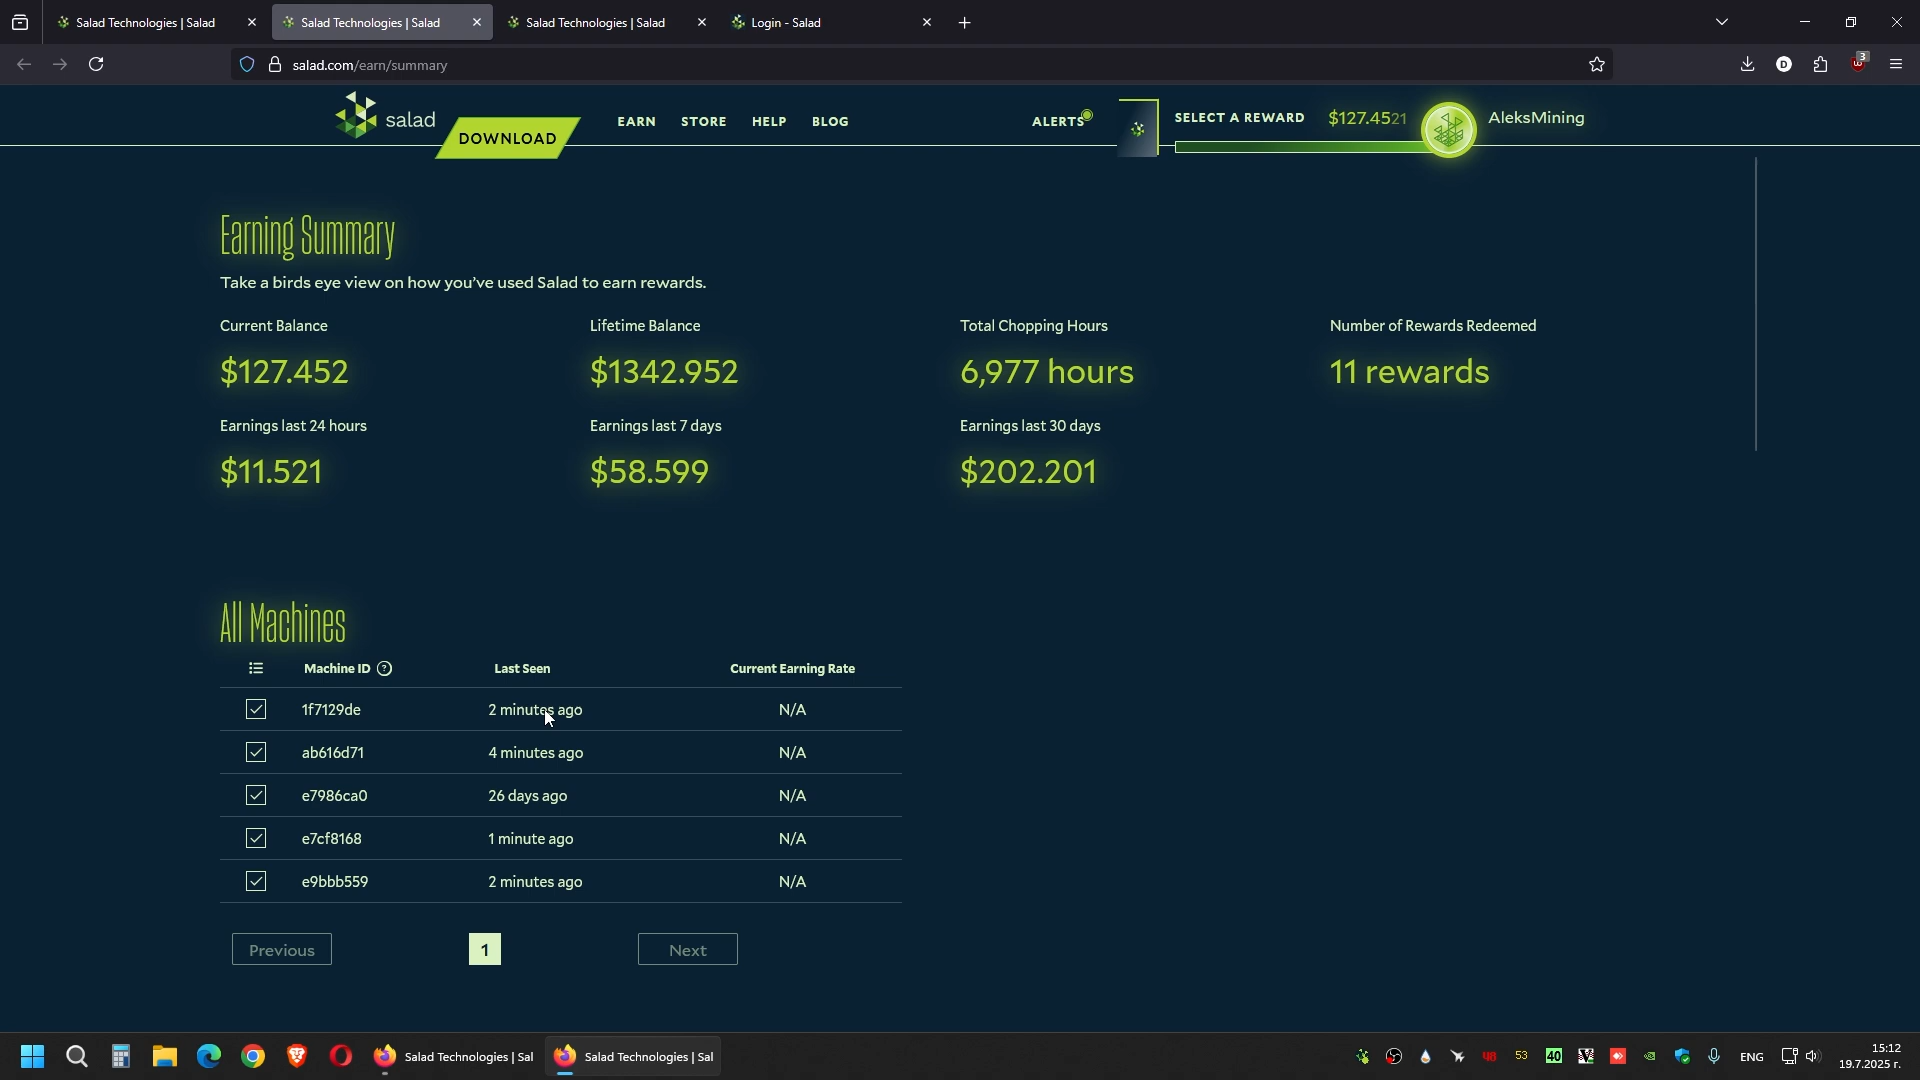 Salad Technologies | Salad
Salad Technologies | Salad
Salad Technologies | Salad
Login - Salad
salad.com/earn/summary
D
3
salad
DOWNLOAD
EARN
STORE
HELP
BLOG
ALERTS
SELECT A REWARD
$127.4521
AleksMining
Earning Summary
Take a birds eye view on how you've used Salad to earn rewards.
Current Balance
Lifetime Balance
Total Chopping Hours
Number of Rewards Redeemed
$127.452
$1342.952
6,977 hours
11 rewards
Earnings last 24 hours
Earnings last 7 days
Earnings last 30 days
$11.521
$58.599
$202.201
All Machines
Machine ID ?
Last Seen
Current Earning Rate
1f7129de
2 minutes ago
N/A
ab616d71
4 minutes ago
N/A
e7986ca0
26 days ago
N/A
e7cf8168
1 minute ago
N/A
e9bbb559
2 minutes ago
N/A
Previous
1
Next
Salad Technologies | Sal
Salad Technologies | Sal
48
53
40
ENG
15:12
19.7.2025 г.